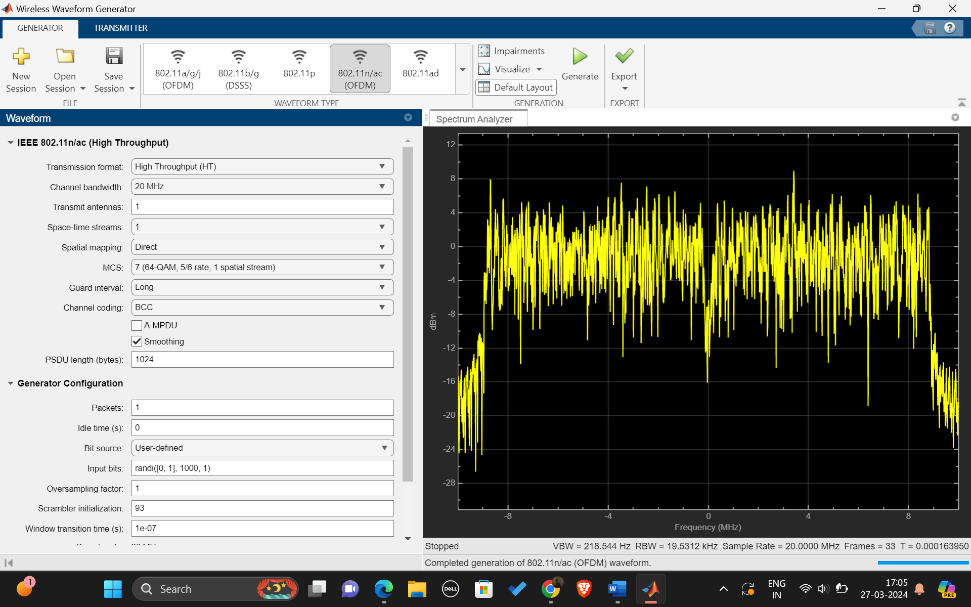 Wireless Waveform Generator
GENERATOR TRANSMITTER
New Session
Open Session
Save Session
FILE
802.11a/g/j (OFDM)
802.11b/g (DSSS)
802.11p
802.11n/ac (OFDM)
802.11ad
WAVEFORM TYPE
Impairments
Visualize
Default Layout
Generate
GENERATION
Export
EXPORT
Waveform
IEEE 802.11n/ac (High Throughput)
Transmission format: High Throughput (HT)
Channel bandwidth: 20 MHz
Transmit antennas: 1
Space-time streams: 1
Spatial mapping: Direct
MCS: 7 (64-QAM, 5/6 rate, 1 spatial stream)
Guard interval: Long
Channel coding: BCC
A-MPDU
Smoothing
PSDU length (bytes): 1024
Generator Configuration
Packets: 1
Idle time (s): 0
Bit source: User-defined
Input bits: randi([0, 1], 1000, 1)
Oversampling factor: 1
Scrambler initialization: 93
Window transition time (s): 1e-07
Spectrum Analyzer
12
8
4
0
-4
-8
-12
-16
-20
-24
-28
dBm
-8 -4 0 4 8
Frequency (MHz)
Stopped VBW = 218.544 Hz RBW = 19.5312 kHz Sample Rate = 20.0000 MHz Frames = 33 T = 0.000163950
Completed generation of 802.11n/ac (OFDM) waveform.
1
Search
DELL
ENG
IN
17:05
27-03-2024
PRE